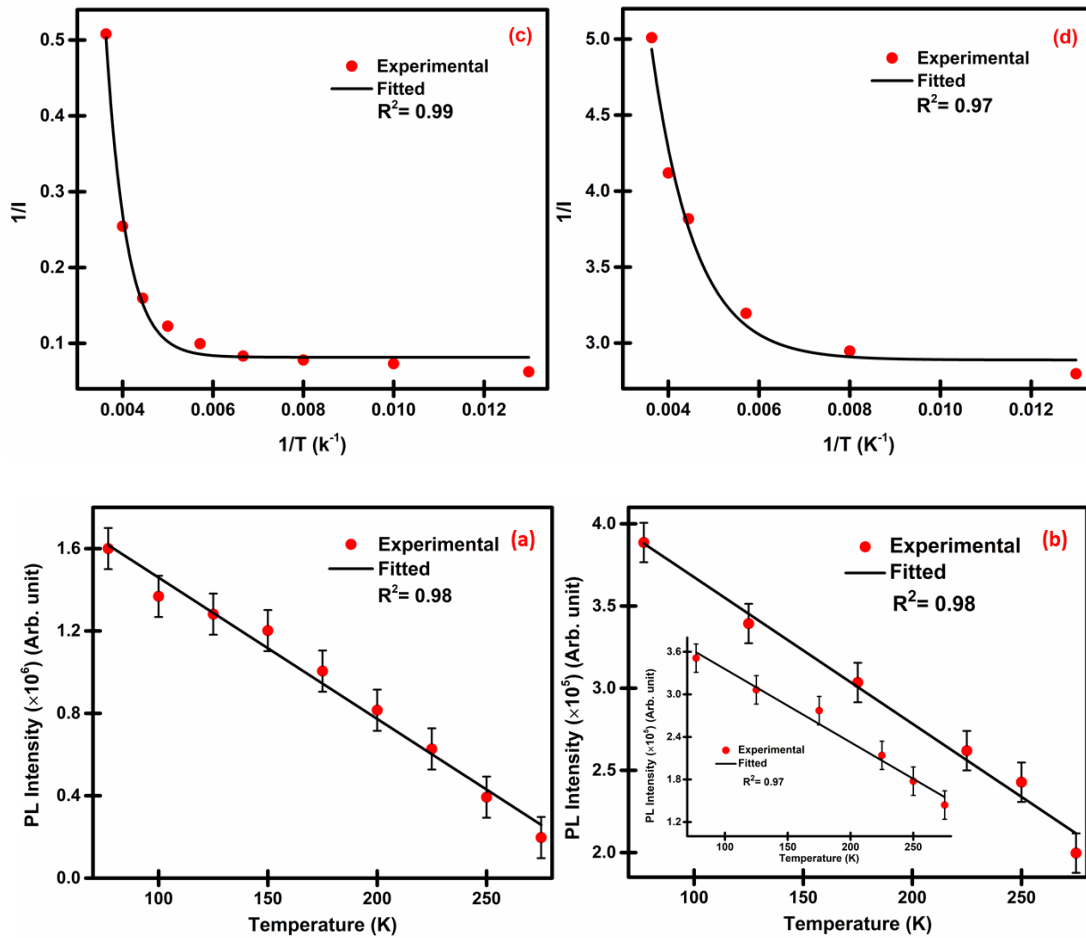 (c)
Experimental
Fitted
R²= 0.99
0.5
0.4
0.3
0.2
0.1
1/I
0.004
0.006
0.008
0.010
0.012
1/T (k⁻¹)
(d)
Experimental
Fitted
R²= 0.97
5.0
4.5
4.0
3.5
3.0
1/I
0.004
0.006
0.008
0.010
0.012
1/T (K⁻¹)
(a)
Experimental
Fitted
R²= 0.98
1.6
1.2
0.8
0.4
0.0
PL Intensity (×10⁶) (Arb. unit)
100
150
200
250
Temperature (K)
(b)
Experimental
Fitted
R²= 0.98
4.0
3.5
3.0
2.5
2.0
PL Intensity (×10⁵) (Arb. unit)
3.6
3.0
2.4
1.8
1.2
PL Intensity (×10⁵) (Arb. unit)
Experimental
Fitted
R²= 0.97
100
150
200
250
Temperature (K)
100
150
200
250
Temperature (K)